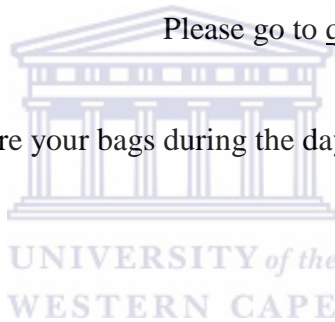 Please go to
re your bags during the day
UNIVERSITY of the
WESTERN CAPE